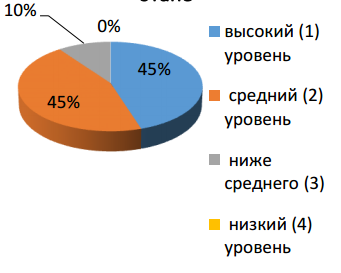 10%
0%
45%
45%
высокий (1)
уровень
средний (2)
уровень
ниже
среднего (3)
низкий (4)
уровень